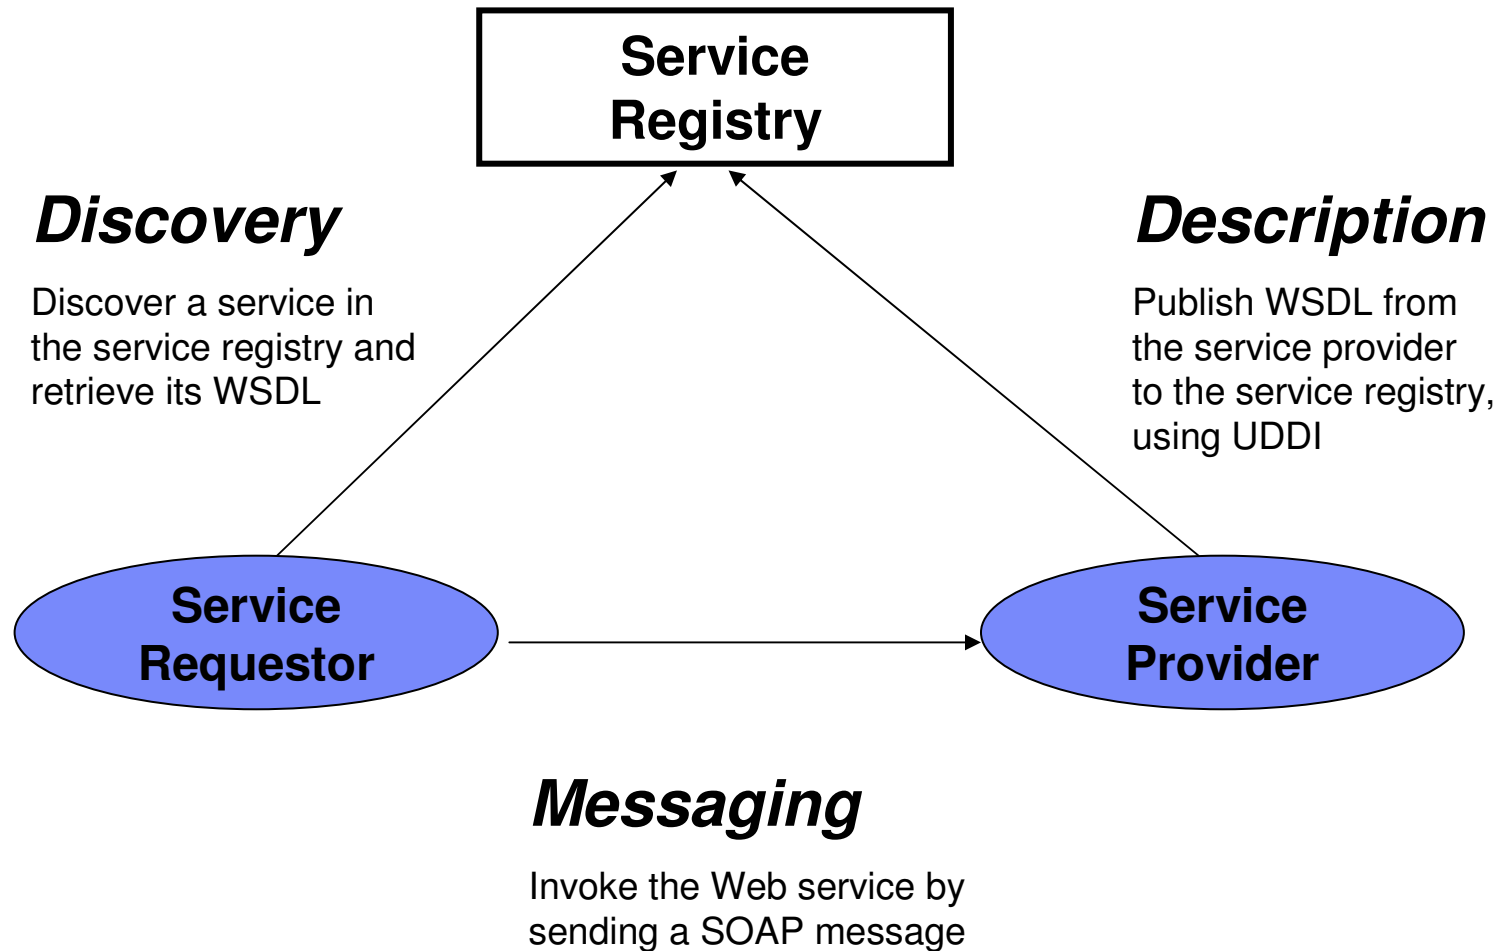 Service
Registry
Discovery
Discover a service in
the service registry and
retrieve its WSDL
Description
Publish WSDL from
the service provider
to the service registry,
using UDDI
Service
Requestor
Service
Provider
Messaging
Invoke the Web service by
sending a SOAP message